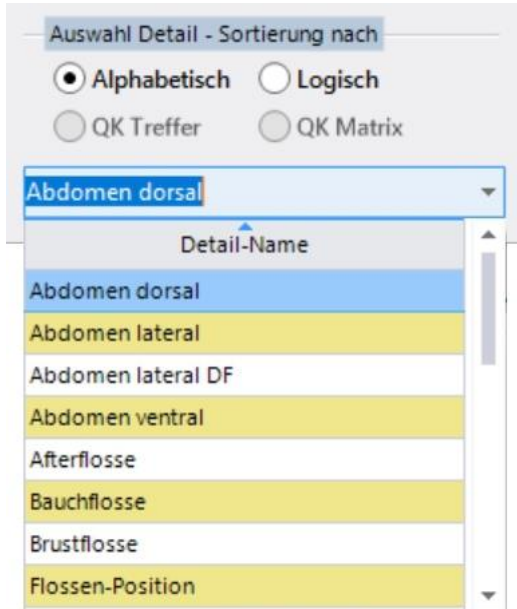 Auswahl Detail - Sortierung nach
Alphabetisch Logisch
QK Treffer QK Matrix
Abdomen dorsal
Detail-Name
Abdomen dorsal
Abdomen lateral
Abdomen lateral DF
Abdomen ventral
Afterflosse
Bauchflosse
Brustflosse
Flossen-Position